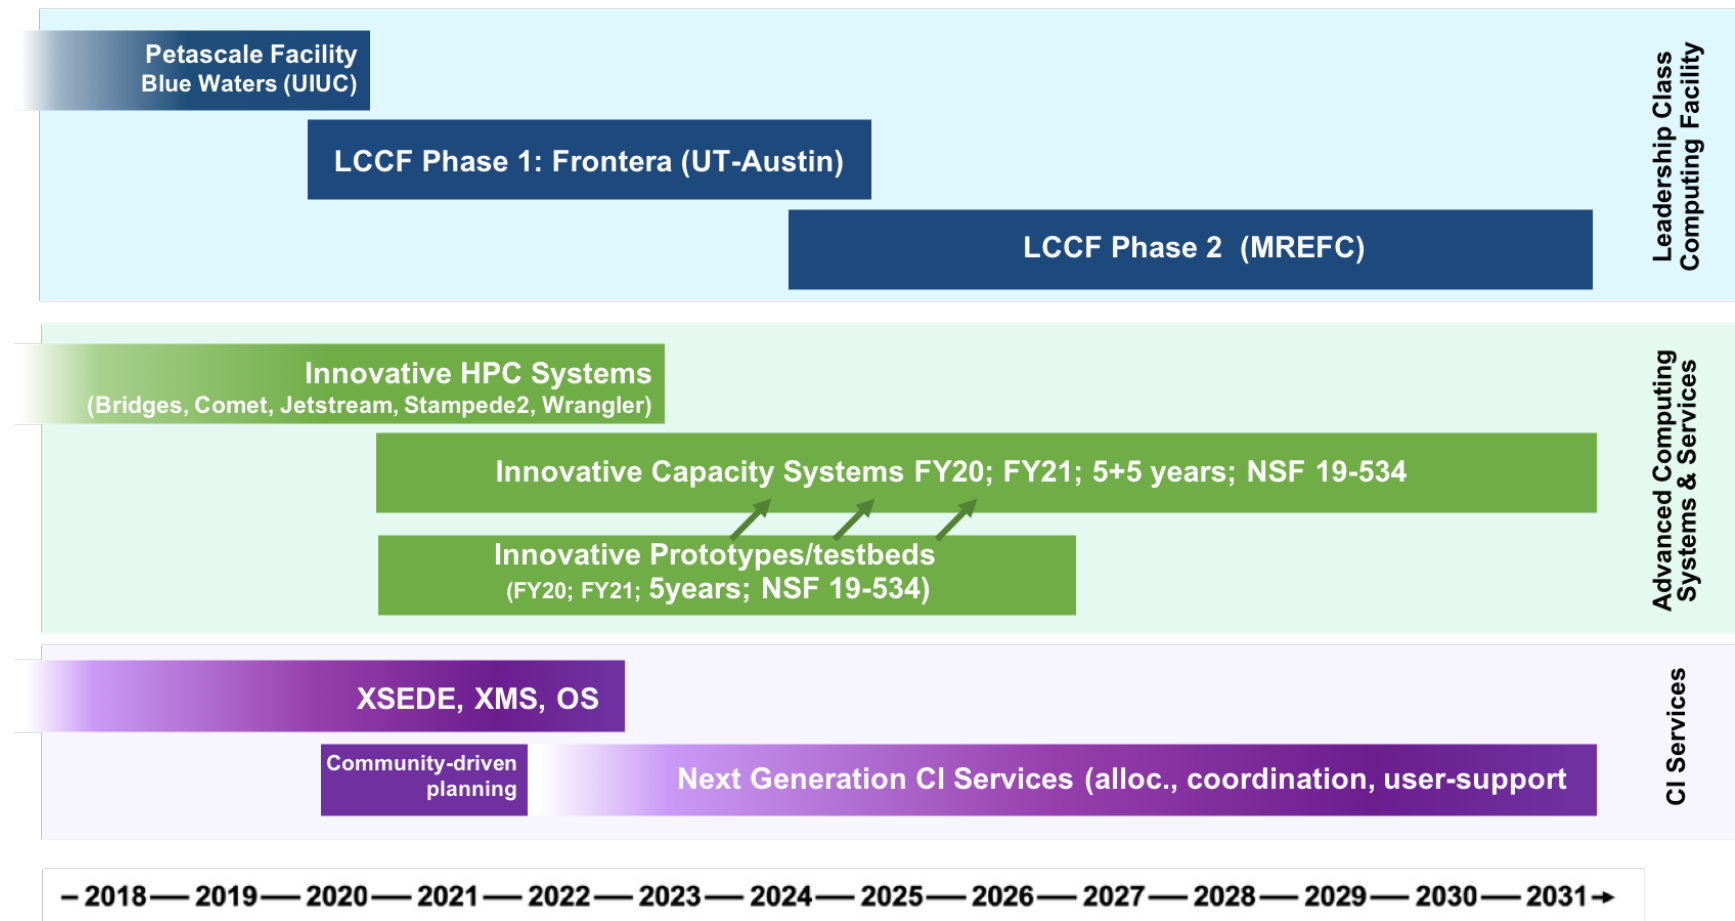 Petascale Facility
Blue Waters (UIUC)
LCCF Phase 1: Frontera (UT-Austin)
LCCF Phase 2 (MREFC)
Leadership Class
Computing Facility
Innovative HPC Systems
(Bridges, Comet, Jetstream, Stampede2, Wrangler)
Innovative Capacity Systems FY20; FY21; 5+5 years; NSF 19-534
Innovative Prototypes/testbeds
(FY20; FY21; 5years; NSF 19-534)
Advanced Computing
Systems & Services
XSEDE, XMS, OS
Community-driven
planning
Next Generation CI Services (alloc., coordination, user-support
CI Services
2018 2019 2020 2021 2022 2023 2024 2025 2026 2027 2028 2029 2030 2031